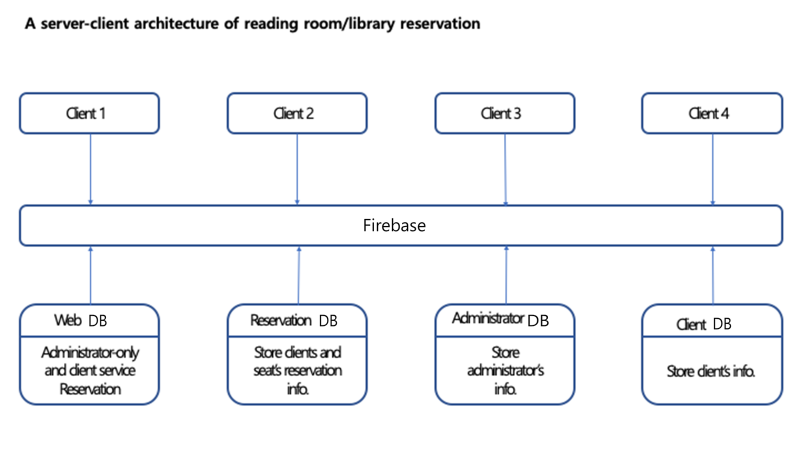 A server-client architecture of reading room/library reservation
Client 1
Client 2
Client 3
Client 4
Firebase
Web DB
Administrator-only
and client service
Reservation
Reservation DB
Store clients and
seat's reservation
info.
Administrator DB
Store
administrator's
info.
Client DB
Store client's info.